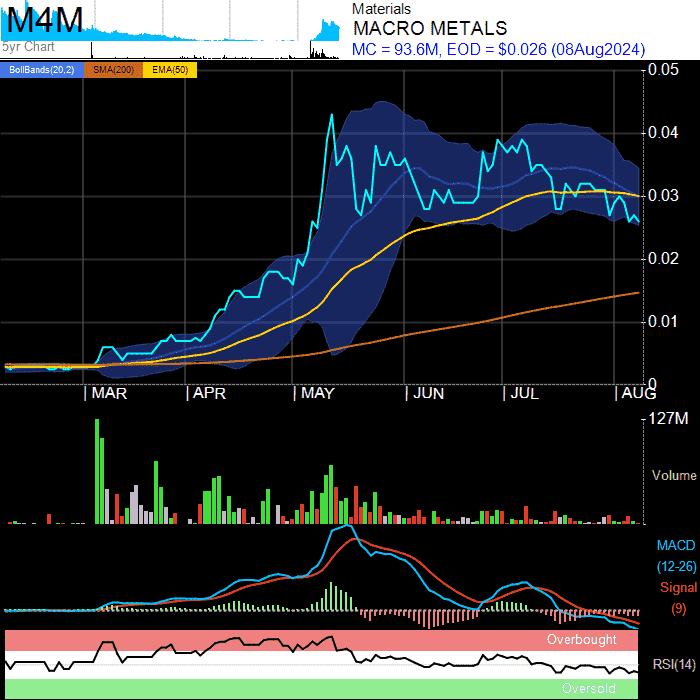 M4M
5yr Chart
Materials
MACRO METALS
MC = 93.6M, EOD = $0.026 (08Aug2024)
BollBands(20,2) SMA(200) EMA(50)
0.05
0.04
0.03
0.02
0.01
0
MAR APR MAY JUN JUL AUG
127M
Volume
MACD
(12-26)
Signal
(9)
Overbought
RSI(14)
Oversold